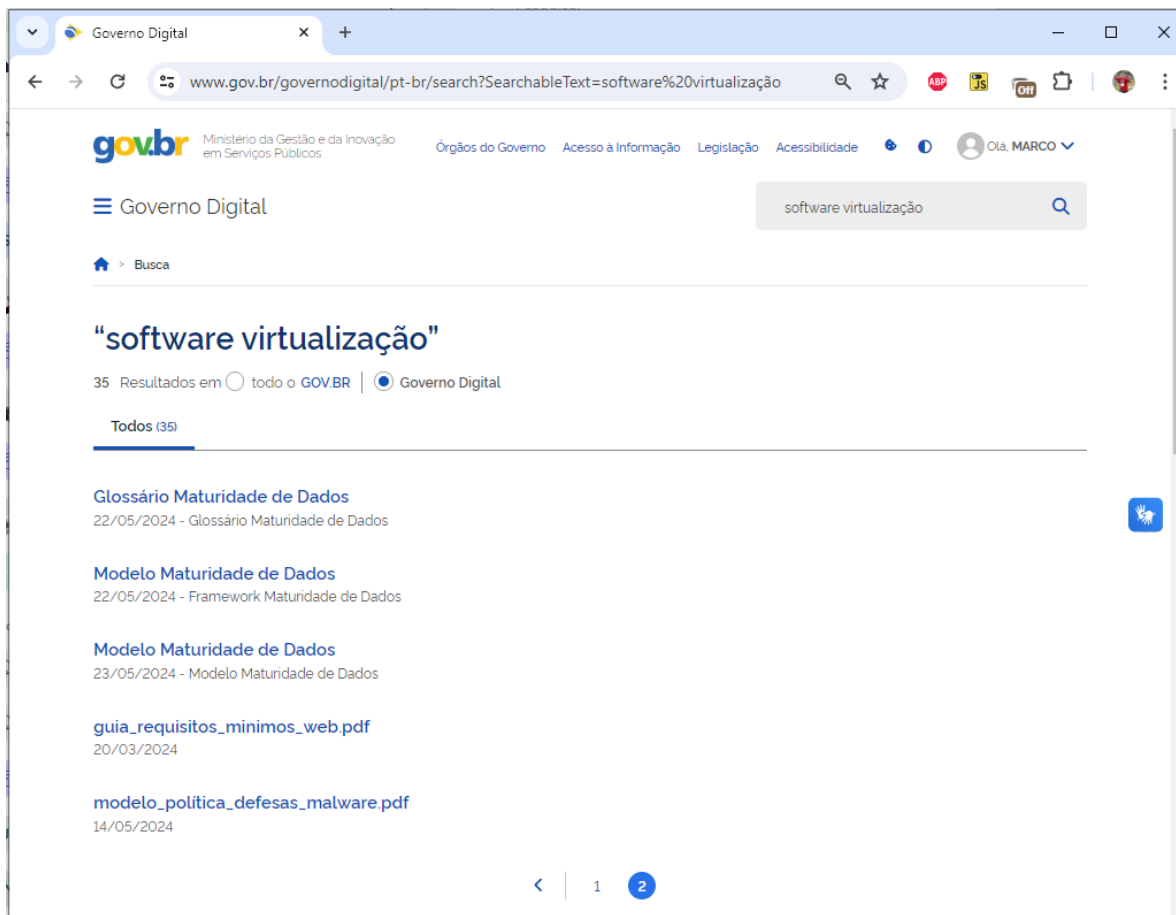 Governo Digital
www.gov.br/governodigital/pt-br/search?SearchableText=software%20virtualização
ABP
JS
Off
gov.br
Ministério da Gestão e da Inovação
em Serviços Públicos
Órgãos do Governo Acesso à Informação Legislação Acessibilidade
Olá, MARCO
Governo Digital
software virtualização
> Busca
“software virtualização”
35 Resultados em todo o GOV.BR | Governo Digital
Todos (35)
Glossário Maturidade de Dados
22/05/2024 - Glossário Maturidade de Dados
Modelo Maturidade de Dados
22/05/2024 - Framework Maturidade de Dados
Modelo Maturidade de Dados
23/05/2024 - Modelo Maturidade de Dados
guia_requisitos_minimos_web.pdf
20/03/2024
modelo_política_defesas_malware.pdf
14/05/2024
1 2